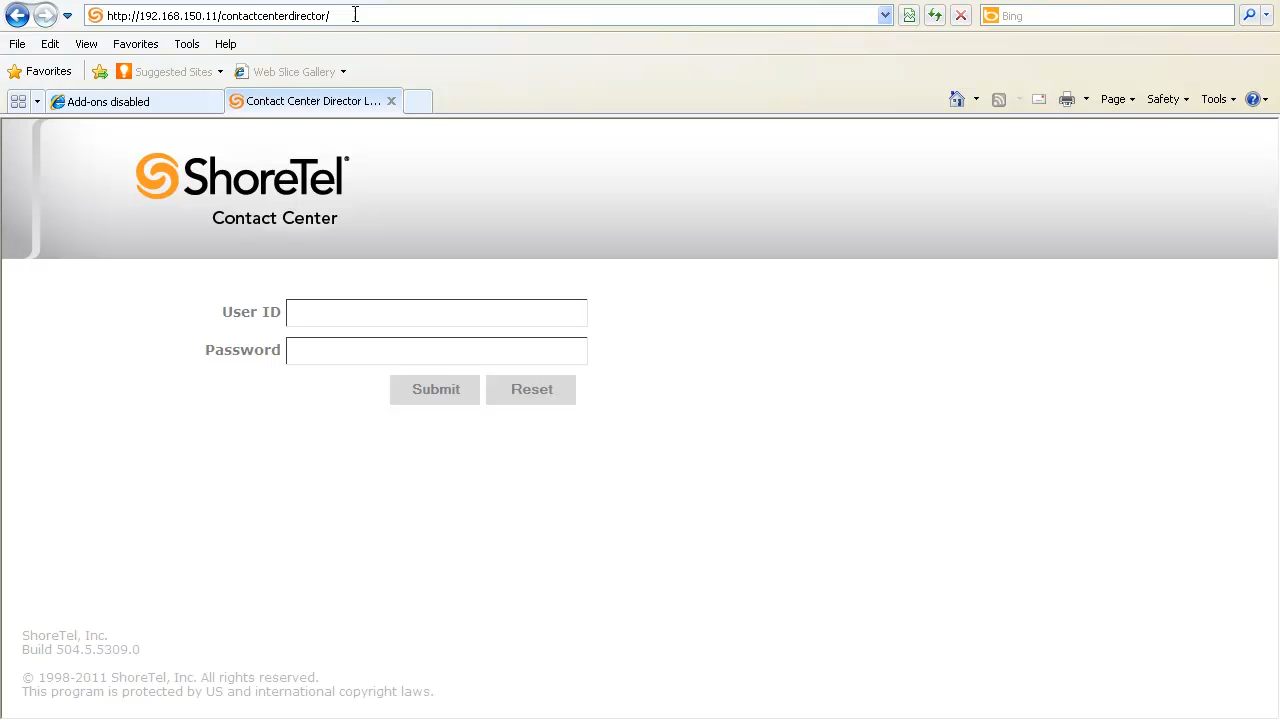 http://192.168.150.11/contactcenterdirector/
Bing
File Edit View Favorites Tools Help
Favorites Suggested Sites Web Slice Gallery
Add-ons disabled Contact Center Director L... Page Safety Tools
ShoreTel
Contact Center
User ID
Password
Submit Reset
ShoreTel, Inc.
Build 504.5.5309.0
© 1998-2011 ShoreTel, Inc. All rights reserved.
This program is protected by US and international copyright laws.